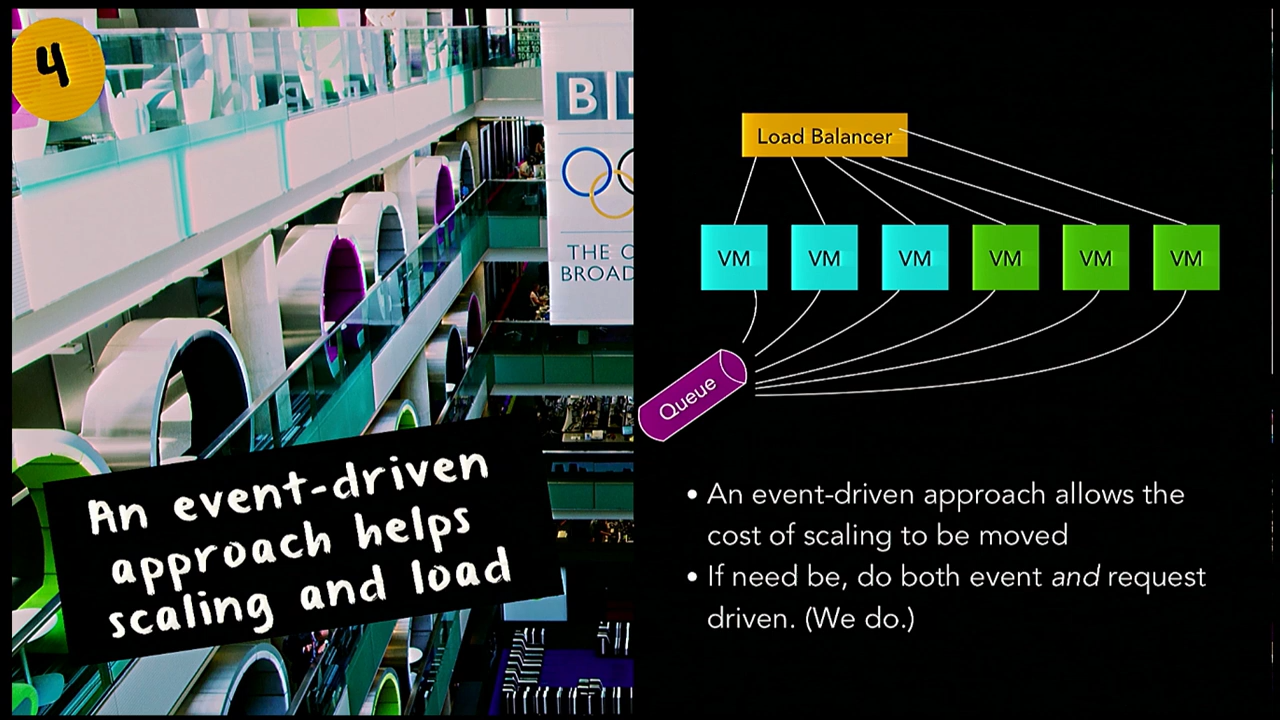 4
B
THE
BROAD
An event-driven
approach helps
scaling and load
Load Balancer
VM VM VM VM VM VM
Queue
• An event-driven approach allows the
cost of scaling to be moved
• If need be, do both event and request
driven. (We do.)